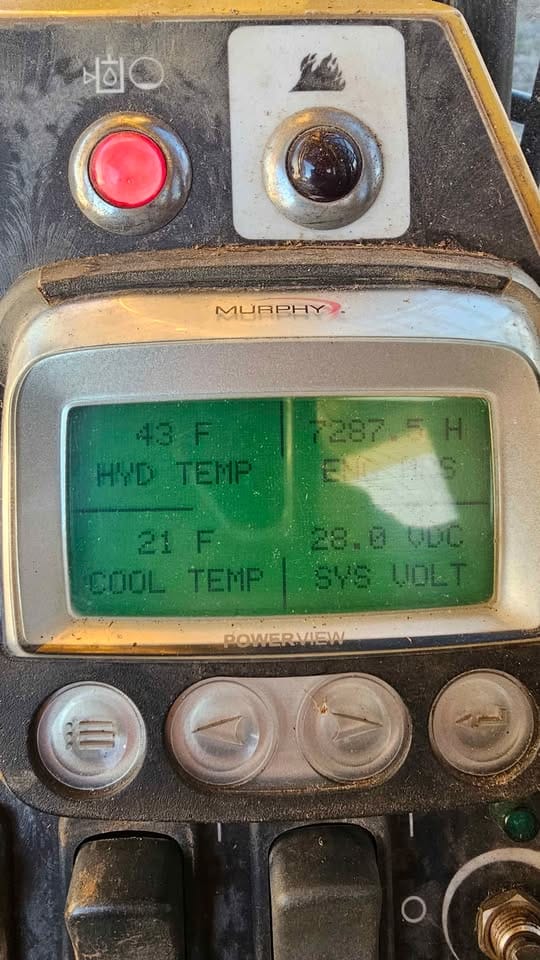 MURPHY
43 F
7287.5 H
HYD TEMP
21 F
28.0 VDC
COOL TEMP
SYS VOLT
POWERVIEW